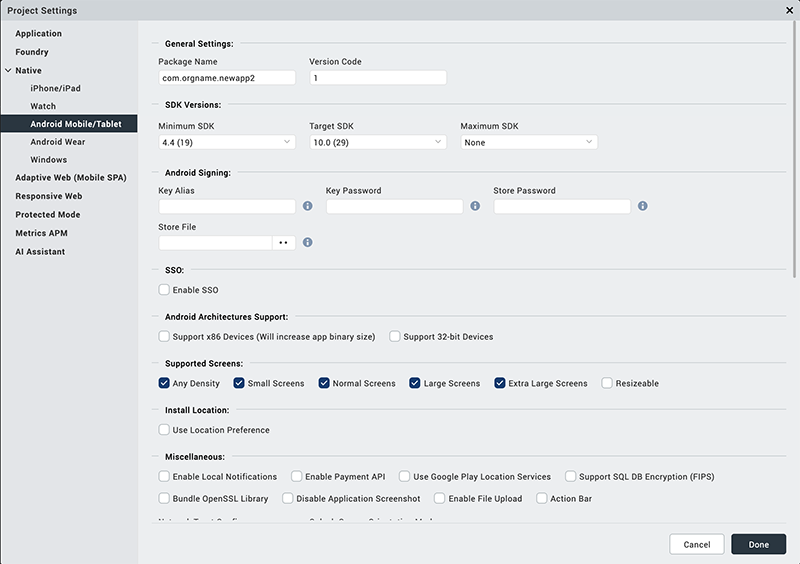 Project Settings
Application
Foundry
Native
iPhone/iPad
Watch
Android Mobile/Tablet
Android Wear
Windows
Adaptive Web (Mobile SPA)
Responsive Web
Protected Mode
Metrics APM
AI Assistant
General Settings:
Package Name Version Code
com.orgname.newapp2 1
SDK Versions:
Minimum SDK Target SDK Maximum SDK
4.4 (19) 10.0 (29) None
Android Signing:
Key Alias Key Password Store Password
Store File
SSO:
Enable SSO
Android Architectures Support:
Support x86 Devices (Will increase app binary size) Support 32-bit Devices
Supported Screens:
Any Density Small Screens Normal Screens Large Screens Extra Large Screens Resizeable
Install Location:
Use Location Preference
Miscellaneous:
Enable Local Notifications Enable Payment API Use Google Play Location Services Support SQL DB Encryption (FIPS)
Bundle OpenSSL Library Disable Application Screenshot Enable File Upload Action Bar
Cancel Done